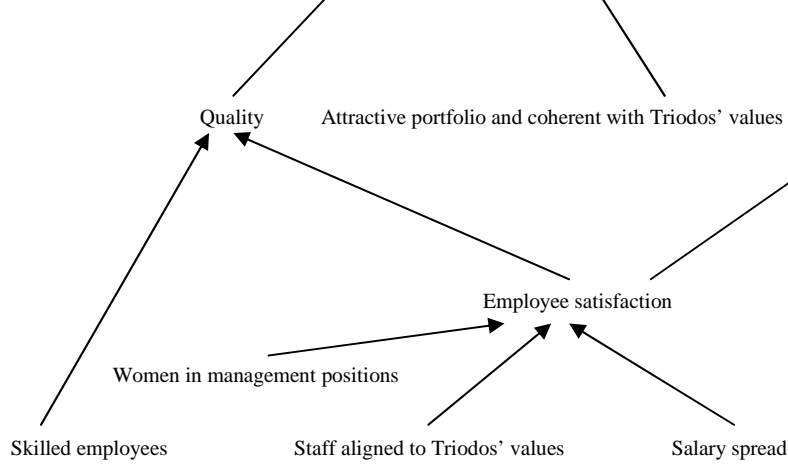 Quality
Attractive portfolio and coherent with Triodos’ values
Employee satisfaction
Women in management positions
Skilled employees
Staff aligned to Triodos’ values
Salary spread